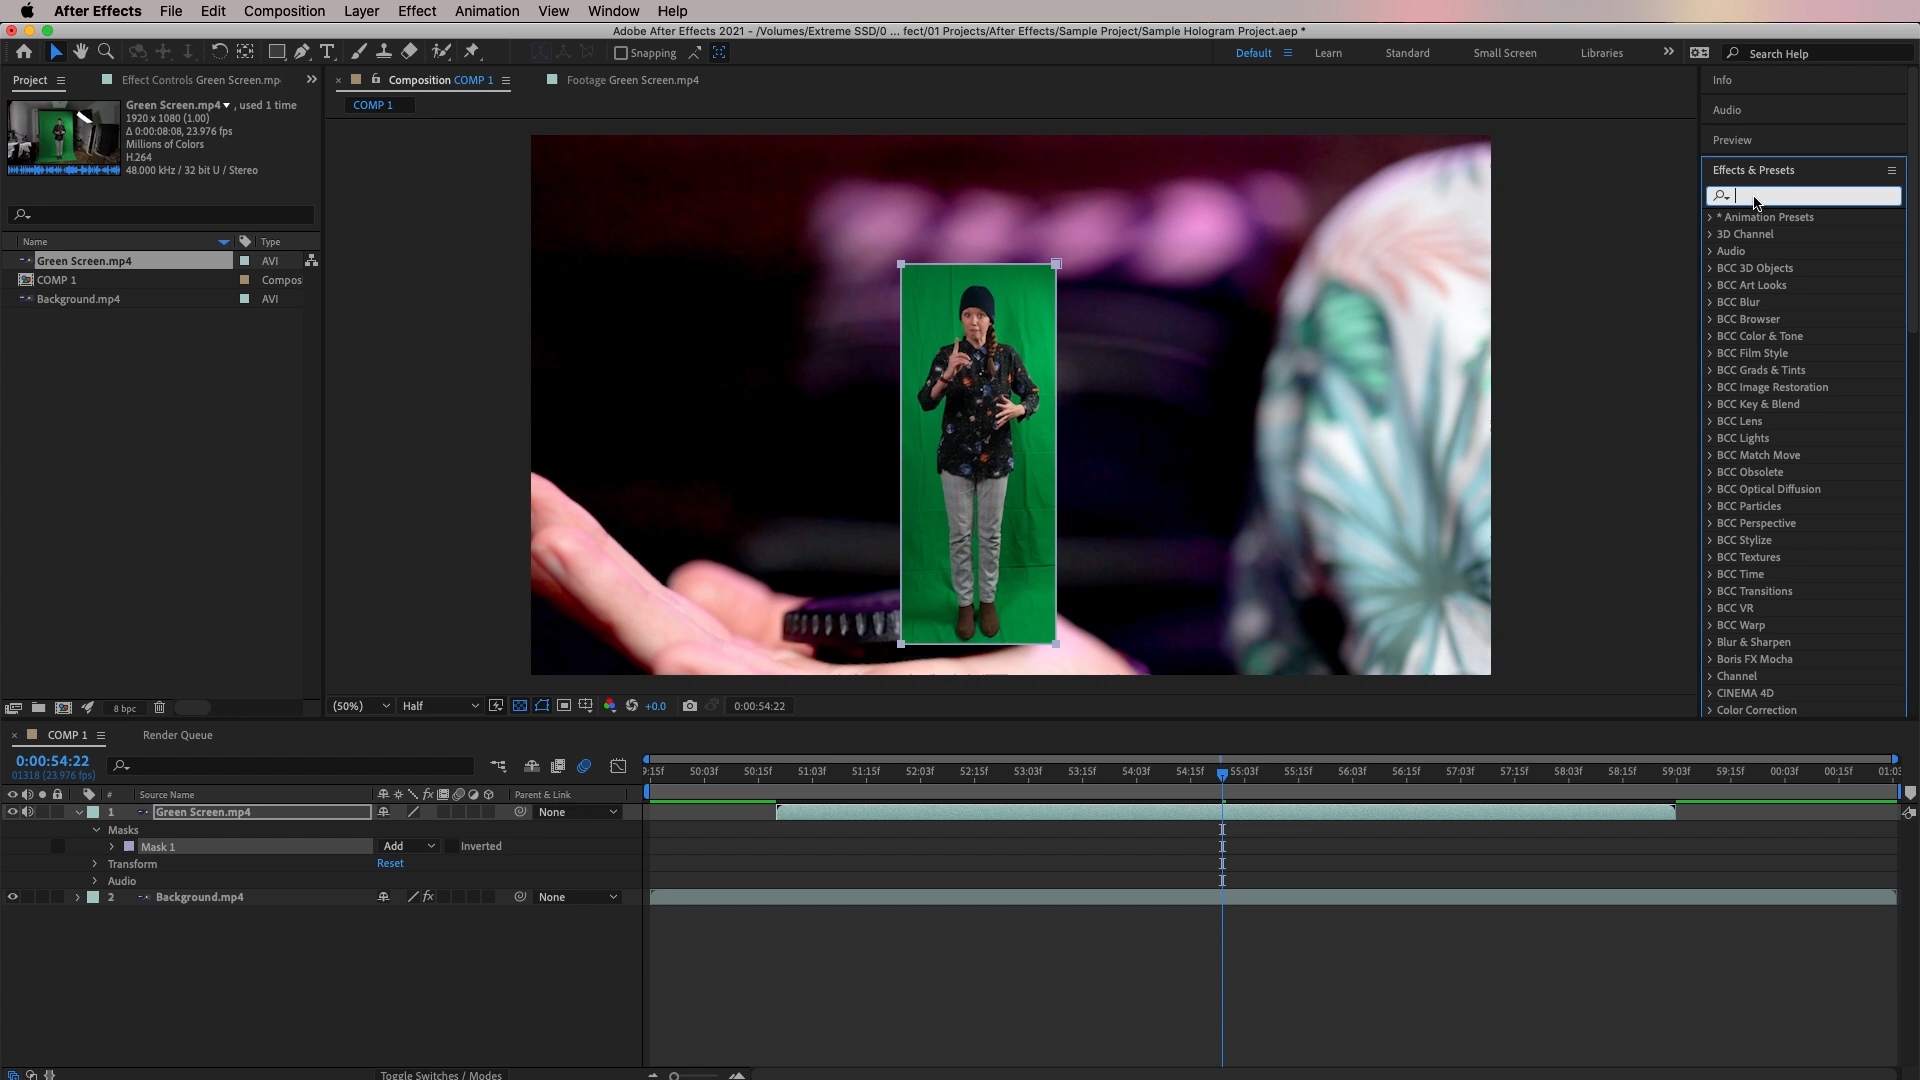 After Effects File Edit Composition Layer Effect Animation View Window Help
Adobe After Effects 2021 - /Volumes/Extreme SSD/0 ... fect/01 Projects/After Effects/Sample Project/Sample Hologram Project.aep *
Snapping
Default Learn Standard Small Screen Libraries » Search Help
Project Effect Controls Green Screen.mp »
Composition COMP 1 Footage Green Screen.mp4
COMP 1
Green Screen.mp4 , used 1 time
1920 x 1080 (1.00)
Δ 0:00:08:08, 23.976 fps
Millions of Colors
H.264
48.000 kHz / 32 bit U / Stereo
Name Type
Green Screen.mp4 AVI
COMP 1 Compos
Background.mp4 AVI
8 bpc
(50%) Half +0.0 0:00:54:22
Info
Audio
Preview
Effects & Presets
* Animation Presets
3D Channel
Audio
BCC 3D Objects
BCC Art Looks
BCC Blur
BCC Browser
BCC Color & Tone
BCC Film Style
BCC Grads & Tints
BCC Image Restoration
BCC Key & Blend
BCC Lens
BCC Lights
BCC Match Move
BCC Obsolete
BCC Optical Diffusion
BCC Particles
BCC Perspective
BCC Stylize
BCC Textures
BCC Time
BCC Transitions
BCC VR
BCC Warp
Blur & Sharpen
Boris FX Mocha
Channel
CINEMA 4D
Color Correction
COMP 1 Render Queue
0:00:54:22
01318 (23.976 fps)
9:15f 50:03f 50:15f 51:03f 51:15f 52:03f 52:15f 53:03f 53:15f 54:03f 54:15f 55:03f 55:15f 56:03f 56:15f 57:03f 57:15f 58:03f 58:15f 59:03f 59:15f 00:03f 00:15f 01:03
# Source Name fx Parent & Link
1 Green Screen.mp4 None
Masks
Mask 1 Add Inverted
Transform Reset
Audio
2 Background.mp4 fx None
Toggle Switches / Modes